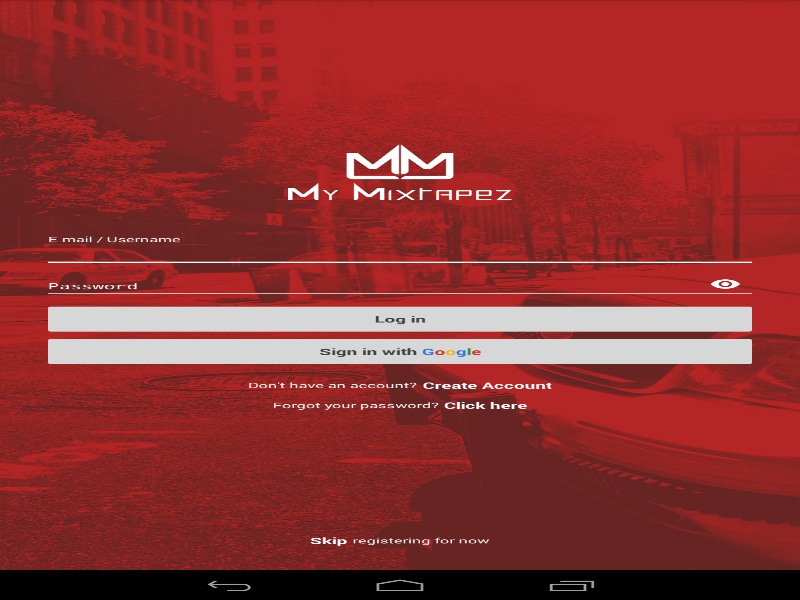 My Mixtapez
E-mail / Username
Password
Log in
Sign in with Google
Don't have an account? Create Account
Forgot your password? Click here
Skip registering for now